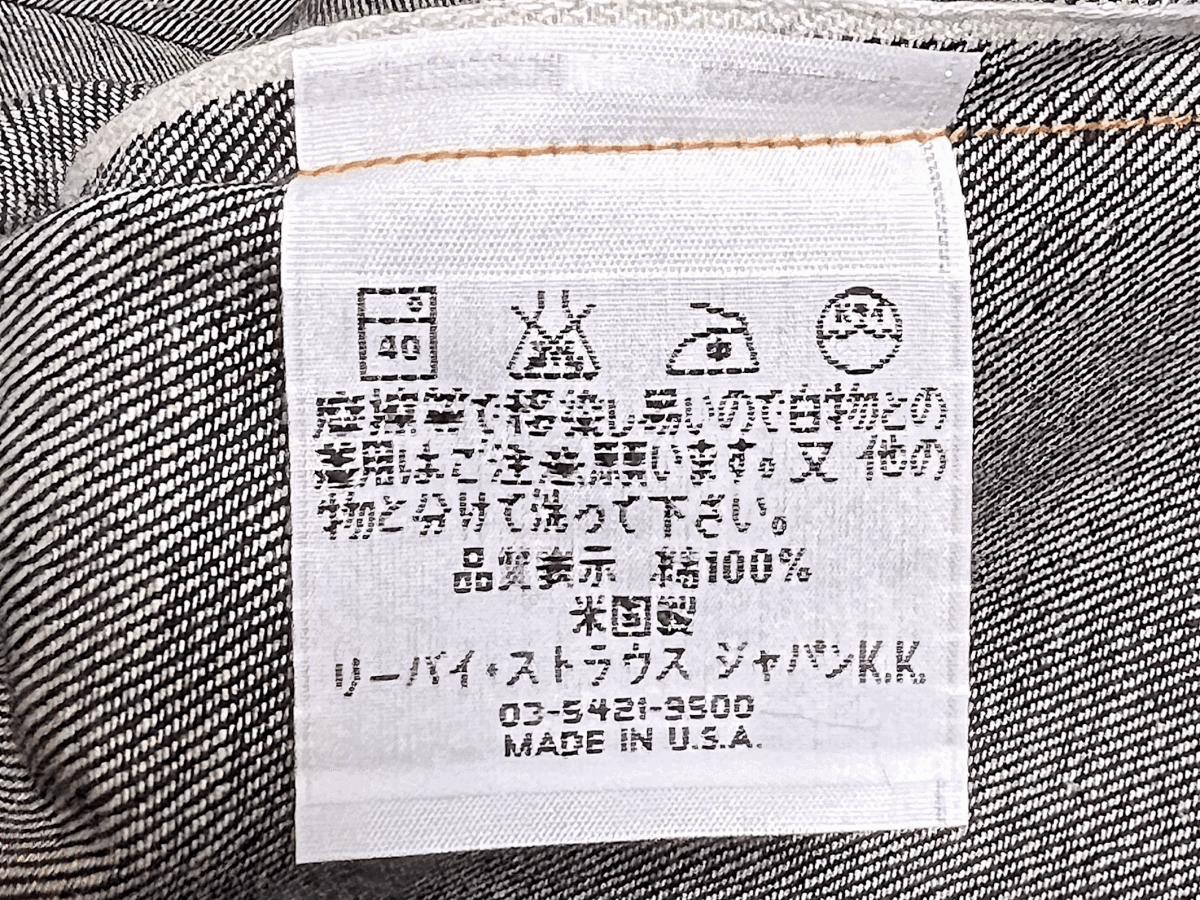 40
中
摩擦等で移染し易いので白物との
着用はご注意願います。又 他の
物と分けて洗って下さい。
品質表示 綿100%
米国製
リーバイ・ストラウス ジャパンK.K.
03-5421-9900
MADE IN U.S.A.